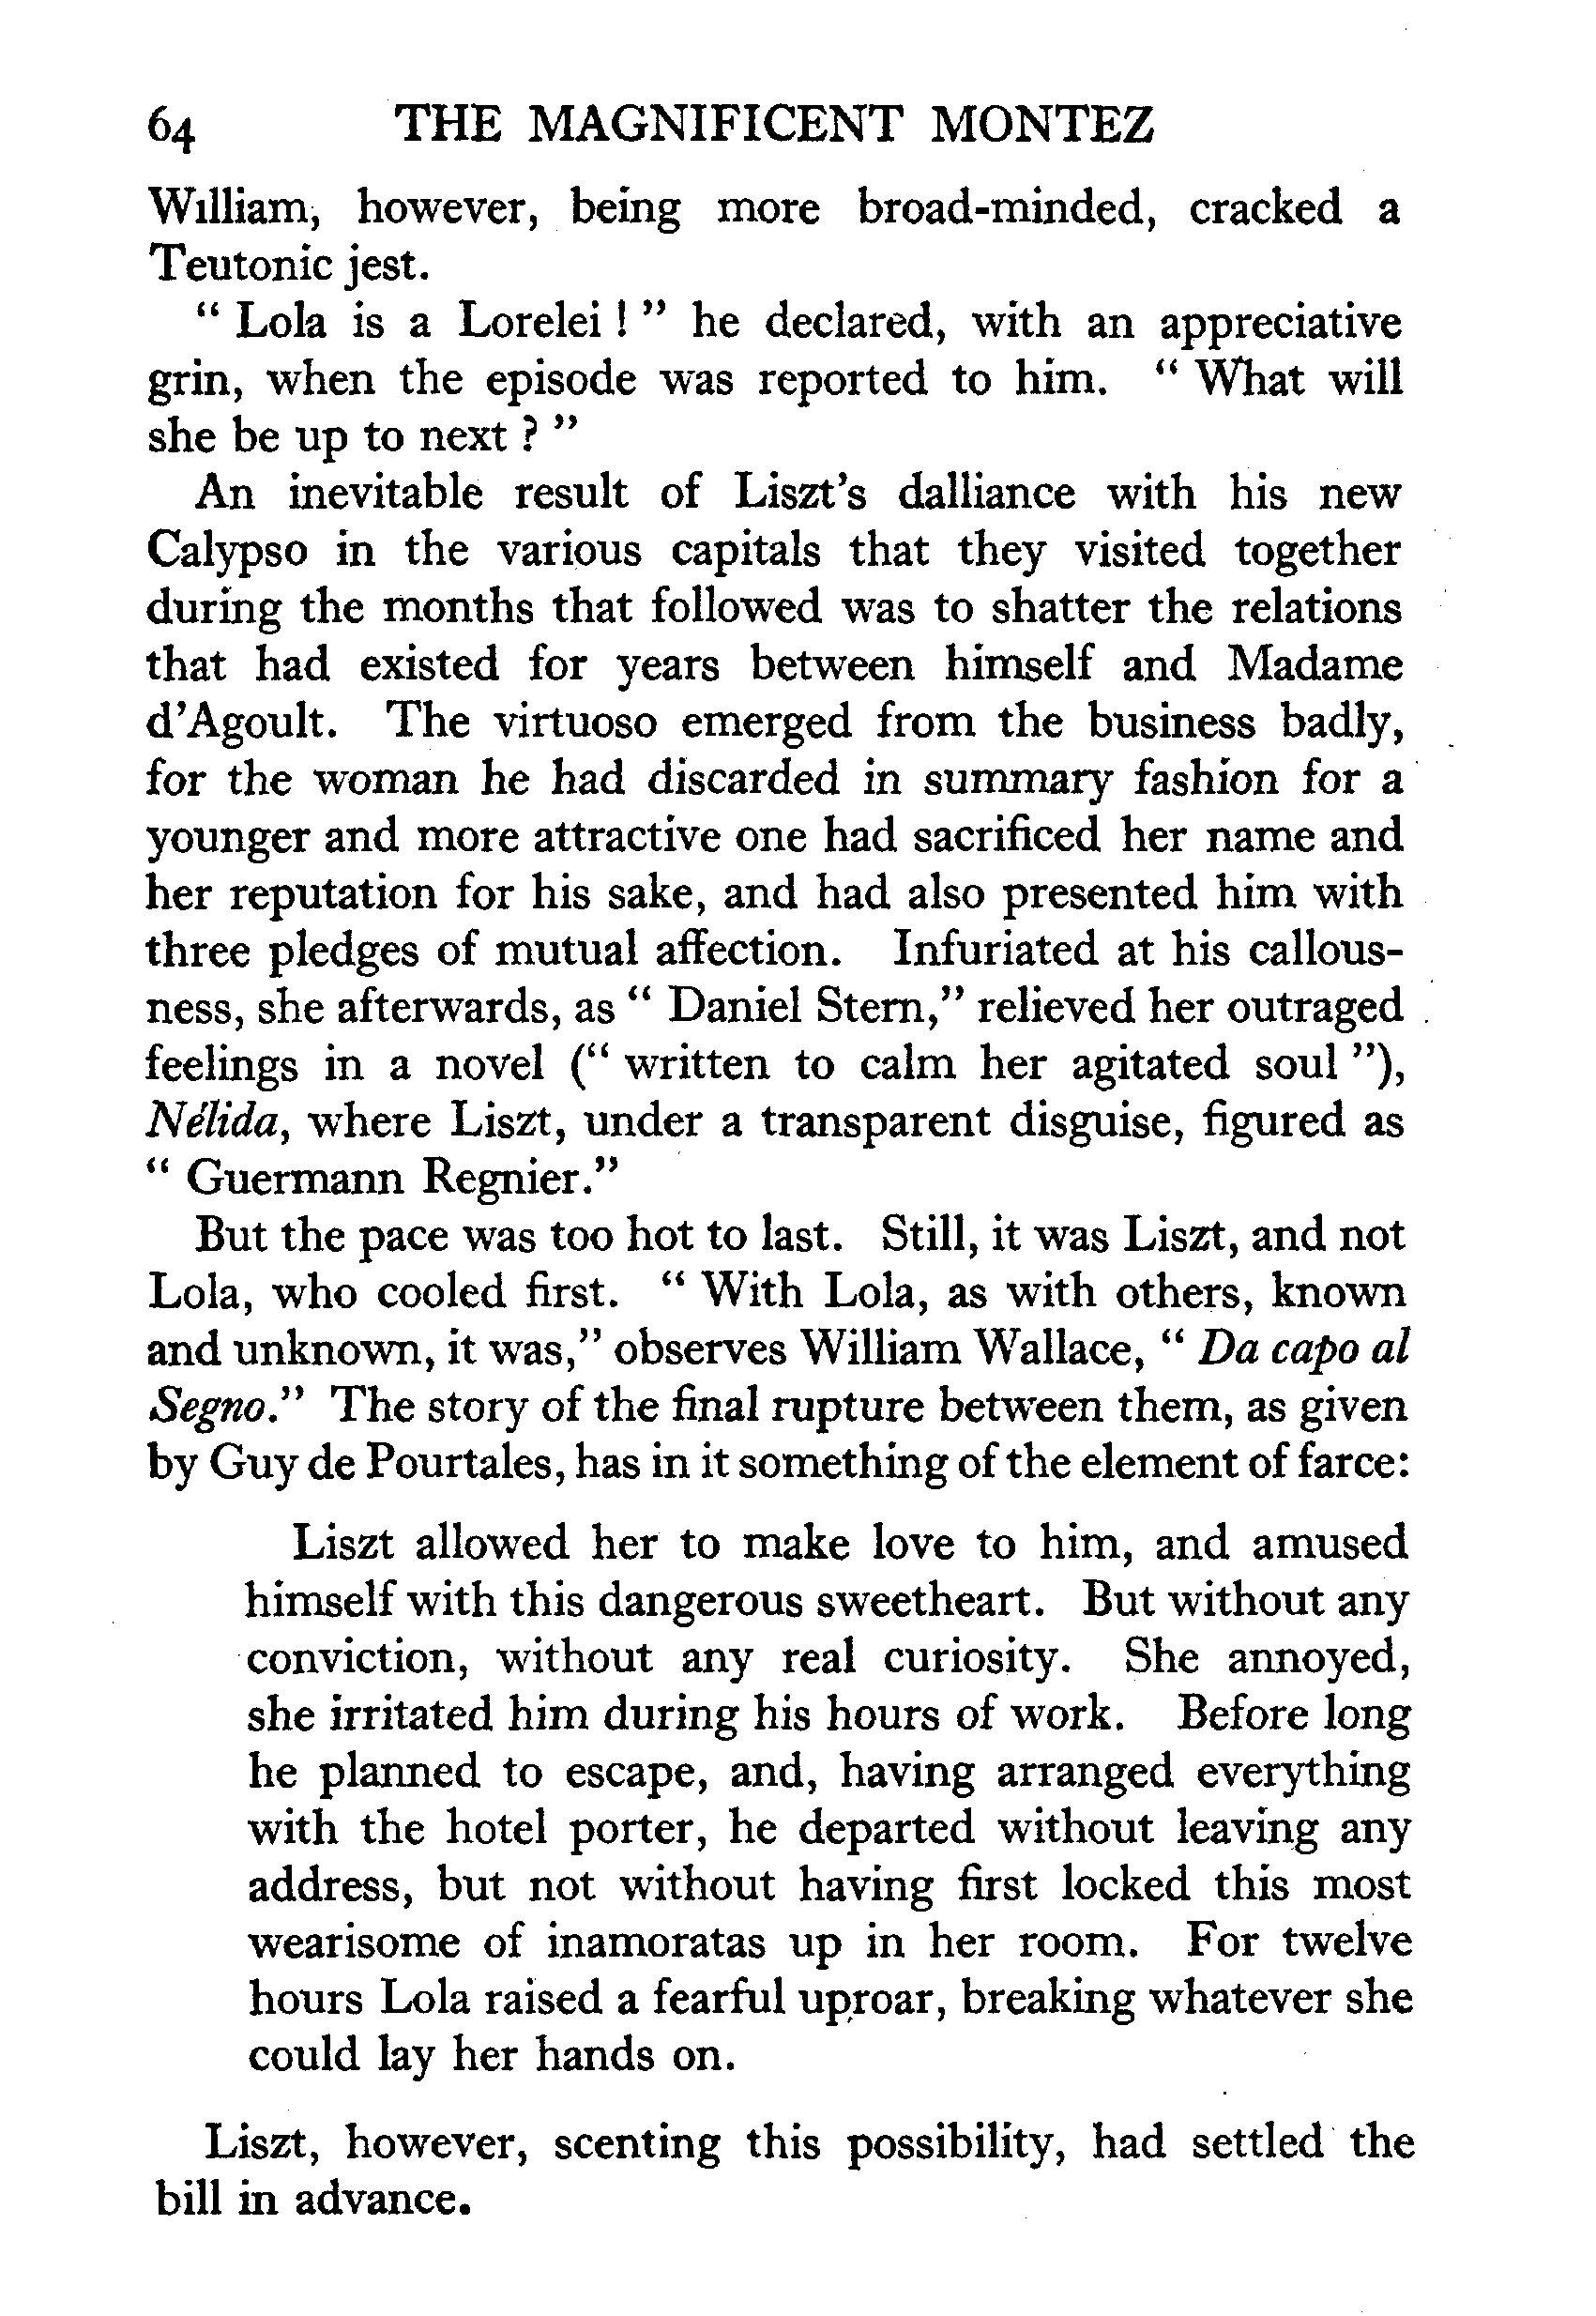 64 THE MAGNIFICENT MONTEZ
William, however, being more broad-minded, cracked a
Teutonic jest.
“ Lola is a Lorelei ! ” he declared, with an appreciative
grin, when the episode was reported to him. “ What will
she be up to next ? ”
An inevitable result of Liszt’s dalliance with his new
Calypso in the various capitals that they visited together
during the months that followed was to shatter the relations
that had existed for years between himself and Madame
d’Agoult. The virtuoso emerged from the business badly,
for the woman he had discarded in summary fashion for a
younger and more attractive one had sacrificed her name and
her reputation for his sake, and had also presented him with
three pledges of mutual affection. Infuriated at his callous-
ness, she afterwards, as “ Daniel Stern,” relieved her outraged
feelings in a novel (“ written to calm her agitated soul ”),
Nélida, where Liszt, under a transparent disguise, figured as
“ Guermann Regnier.”
But the pace was too hot to last. Still, it was Liszt, and not
Lola, who cooled first. “ With Lola, as with others, known
and unknown, it was,” observes William Wallace, “ Da capo al
Segno.” The story of the final rupture between them, as given
by Guy de Pourtales, has in it something of the element of farce:
Liszt allowed her to make love to him, and amused
himself with this dangerous sweetheart. But without any
conviction, without any real curiosity. She annoyed,
she irritated him during his hours of work. Before long
he planned to escape, and, having arranged everything
with the hotel porter, he departed without leaving any
address, but not without having first locked this most
wearisome of inamoratas up in her room. For twelve
hours Lola raised a fearful uproar, breaking whatever she
could lay her hands on.
Liszt, however, scenting this possibility, had settled the
bill in advance.